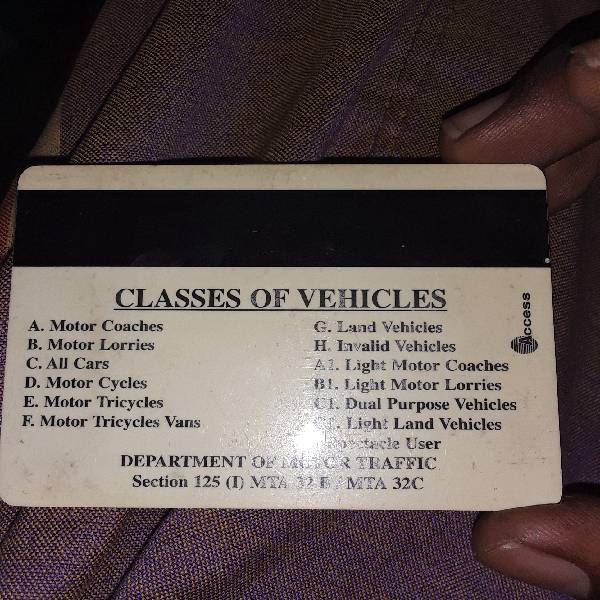 CLASSES OF VEHICLES
A. Motor Coaches
B. Motor Lorries
C. All Cars
D. Motor Cycles
E. Motor Tricycles
F. Motor Tricycles Vans
G. Land Vehicles
H. Invalid Vehicles
A1. Light Motor Coaches
B1. Light Motor Lorries
C1. Dual Purpose Vehicles
Light Land Vehicles
Spectacle User
DEPARTMENT OF MOTOR TRAFFIC
Section 125 (I) MTA 32 B / MTA 32C
Access